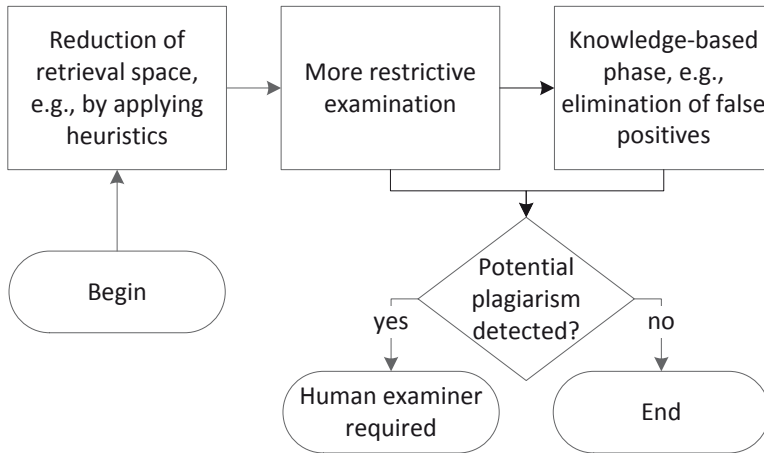 Reduction of
retrieval space,
e.g., by applying
heuristics
More restrictive
examination
Knowledge-based
phase, e.g.,
elimination of false
positives
Begin
Potential
plagiarism
detected?
yes
no
Human examiner
required
End